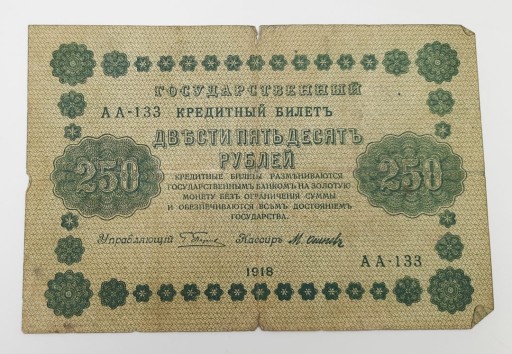 ГОСУДАРСТВЕННЫЙ
АА-133 КРЕДИТНЫЙ БИЛЕТЪ
ДВѢСТИ ПЯТЬДЕСЯТЪ
РУБЛЕЙ
250
250
КРЕДИТНЫЕ БИЛЕТЫ РАЗМѢНИВАЮТСЯ
ГОСУДАРСТВЕННЫМЪ БАНКОМЪ НА ЗОЛОТУЮ
МОНЕТУ БЕЗЪ ОГРАНИЧЕНІЯ СУММЫ
И ОБЕЗПЕЧИВАЮТСЯ ВСѢМЪ ДОСТОЯНІЕМЪ
ГОСУДАРСТВА.
Управляющій Кассиръ
1918
АА-133